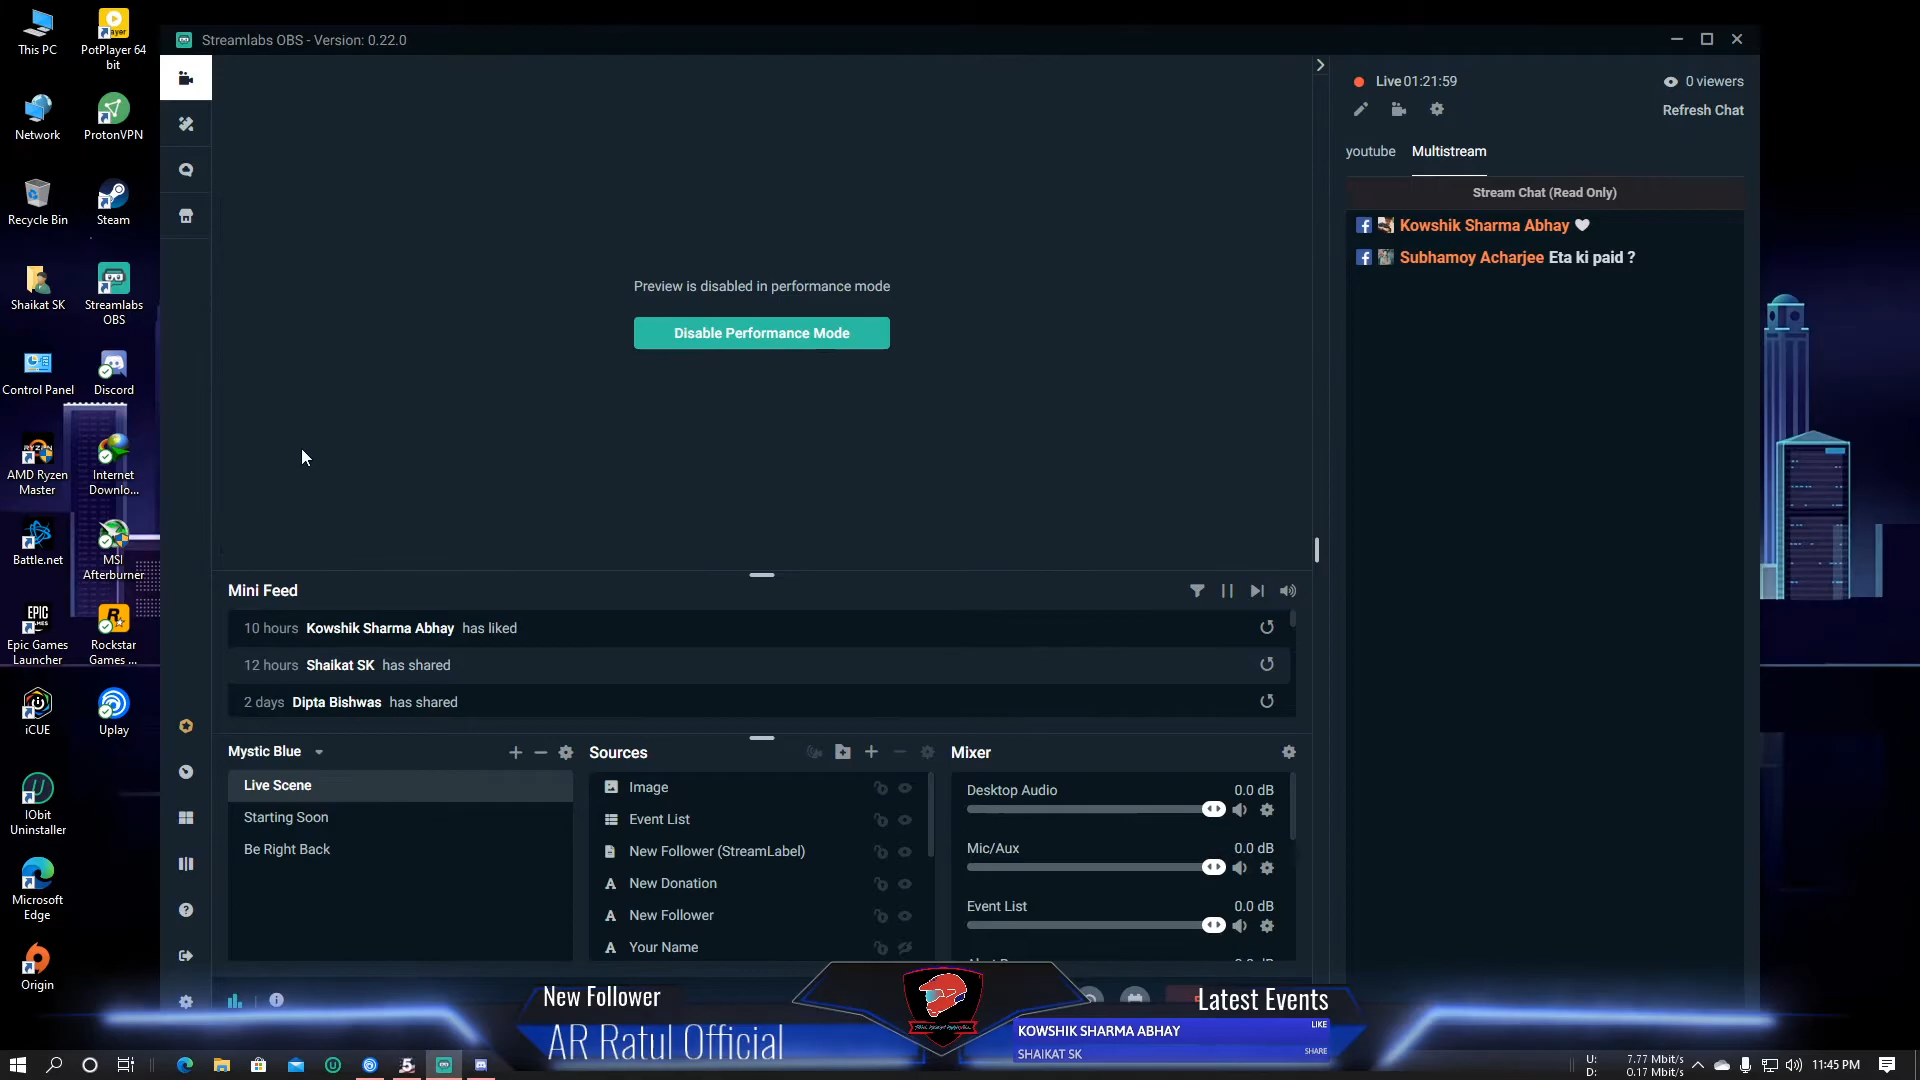 Streamlabs OBS - Version: 0.22.0
This PC
PotPlayer 64 bit
Network
ProtonVPN
Recycle Bin
Steam
Shaikat SK
Streamlabs OBS
Control Panel
Discord
AMD Ryzen Master
Internet Downlo...
Battle.net
MSI Afterburner
Epic Games Launcher
Rockstar Games ...
iCUE
Uplay
IObit Uninstaller
Microsoft Edge
Origin
Preview is disabled in performance mode
Disable Performance Mode
Live 01:21:59
0 viewers
Refresh Chat
youtube
Multistream
Stream Chat (Read Only)
Kowshik Sharma Abhay
Subhamoy Acharjee Eta ki paid ?
Mini Feed
10 hours Kowshik Sharma Abhay has liked
12 hours Shaikat SK has shared
2 days Dipta Bishwas has shared
Mystic Blue
Live Scene
Starting Soon
Be Right Back
Sources
Image
Event List
New Follower (StreamLabel)
New Donation
New Follower
Your Name
Mixer
Desktop Audio 0.0 dB
Mic/Aux 0.0 dB
Event List 0.0 dB
New Follower
AR Ratul Official
Latest Events
KOWSHIK SHARMA ABHAY LIKE
SHAIKAT SK SHARE
U: 7.77 Mbit/s
D: 0.17 Mbit/s
11:45 PM